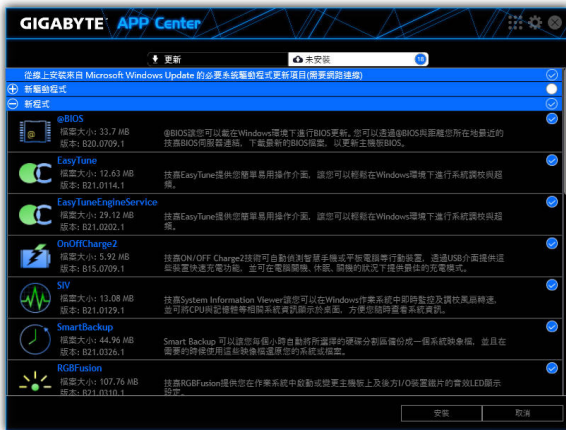 GIGABYTE APP Center
更新
未安裝 18
從線上安裝來自 Microsoft Windows Update 的必要系統驅動程式更新項目(需要網路連線)
新驅動程式
新程式
@BIOS
檔案大小: 33.7 MB
版本: B20.0709.1
@BIOS讓您可以載在Windows環境下進行BIOS更新. 您可以透過@BIOS與距離您所在地最近的
技嘉BIOS伺服器連結, 下載最新的BIOS檔案, 以更新主機板BIOS。
EasyTune
檔案大小: 12.63 MB
版本: B21.0114.1
技嘉EasyTune提供您簡單易用操作介面, 讓您可以輕鬆在Windows環境下進行系統調校與超
頻。
EasyTuneEngineService
檔案大小: 29.12 MB
版本: B21.0202.1
技嘉EasyTune提供您簡單易用操作介面, 讓您可以輕鬆在Windows環境下進行系統調校與超
頻。
OnOffCharge2
檔案大小: 5.92 MB
版本: B15.0709.1
技嘉ON/OFF Charge2技術可自動偵測智慧手機或平板電腦等行動裝置, 透過USB介面提供這
些裝置快速充電功能, 並可在電腦開機、休眠、關機的狀況下提供最佳的充電模式。
SIV
檔案大小: 13.08 MB
版本: B21.0129.1
技嘉System Information Viewer讓您可以在Windows作業系統中即時監控及調校風扇轉速,
並可將CPU與記憶體等相關系統資訊顯示於桌面, 方便您隨時查看系統資訊。
SmartBackup
檔案大小: 44.96 MB
版本: B21.0326.1
Smart Backup 可以讓您每個小時自動將所選擇的硬碟分割區備份成一個系統映象檔, 並且在
需要的時候使用這些映像檔還原您的系統或檔案。
RGBFusion
檔案大小: 107.76 MB
版本: B21.0310.1
技嘉RGBFusion提供您在作業系統中啟動或變更主機板上及後方I/O裝置鐵片的音效LED顯示
設定。
安裝
取消